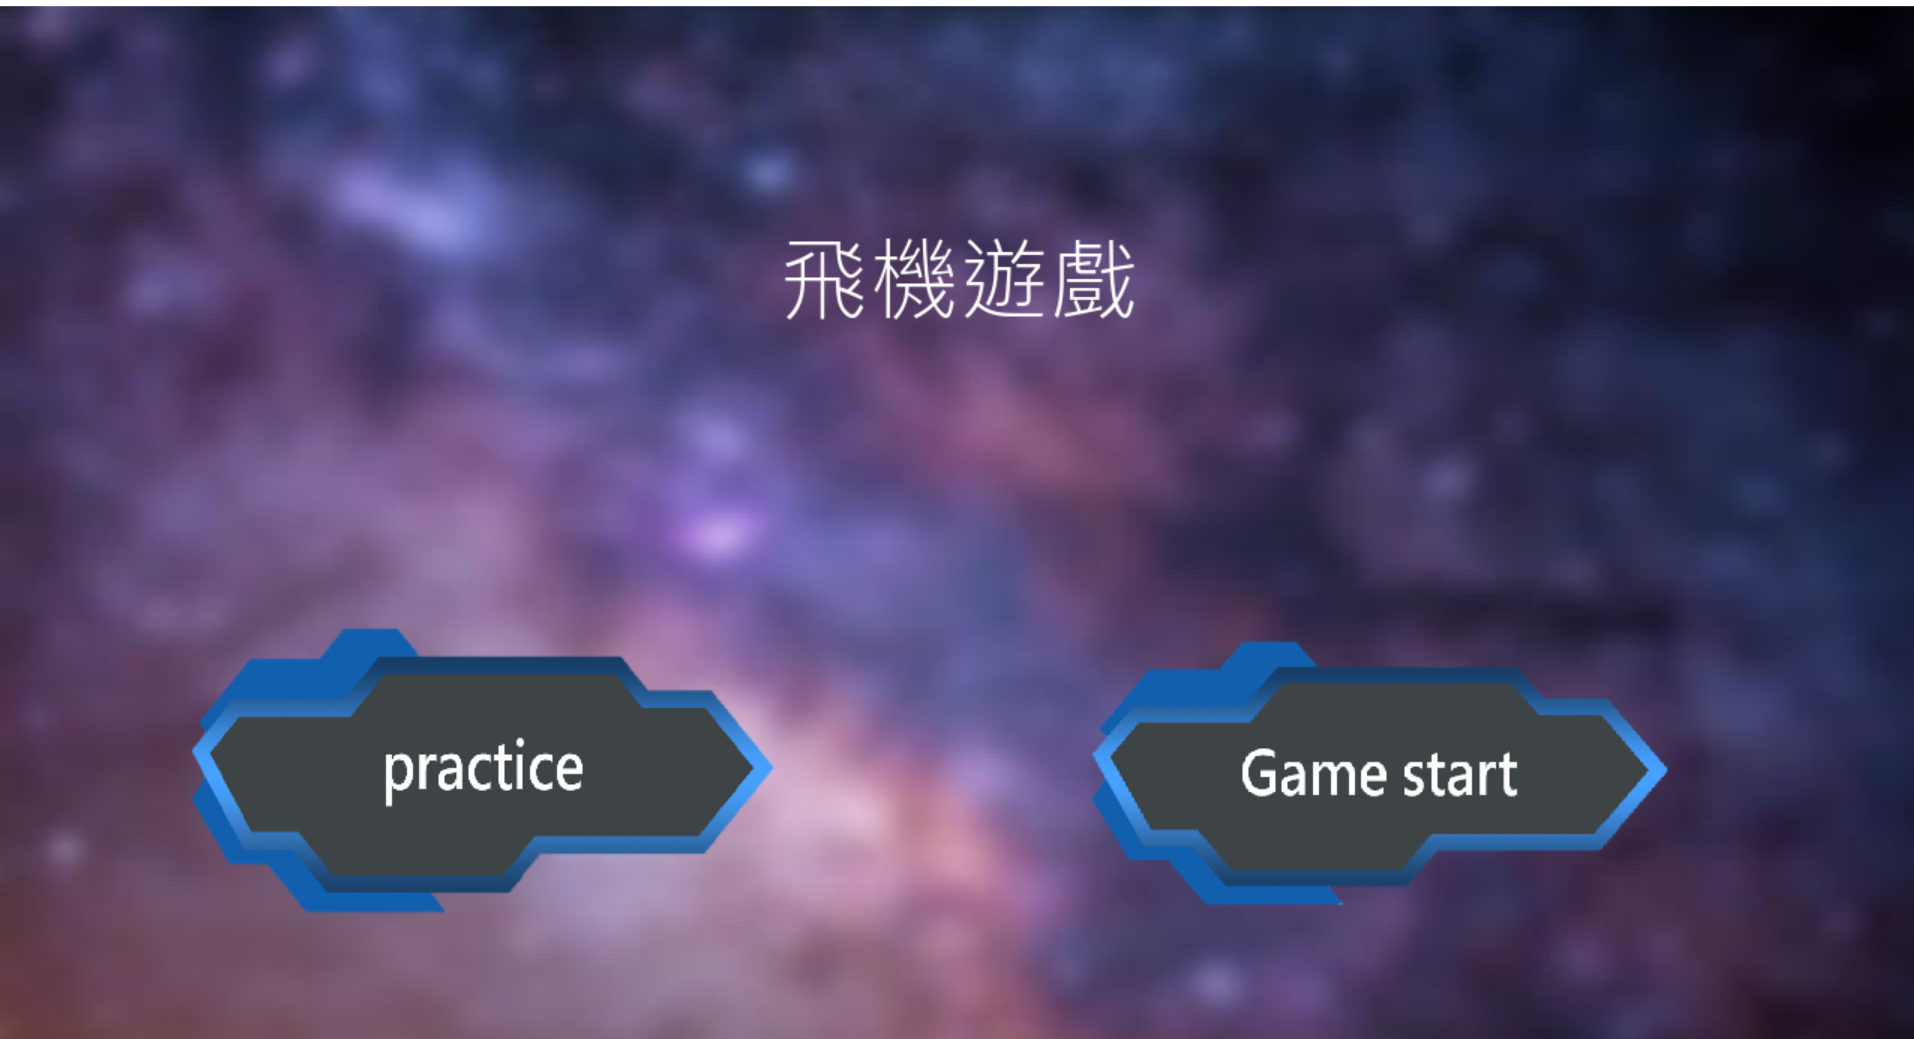 飛機遊戲
practice
Game start